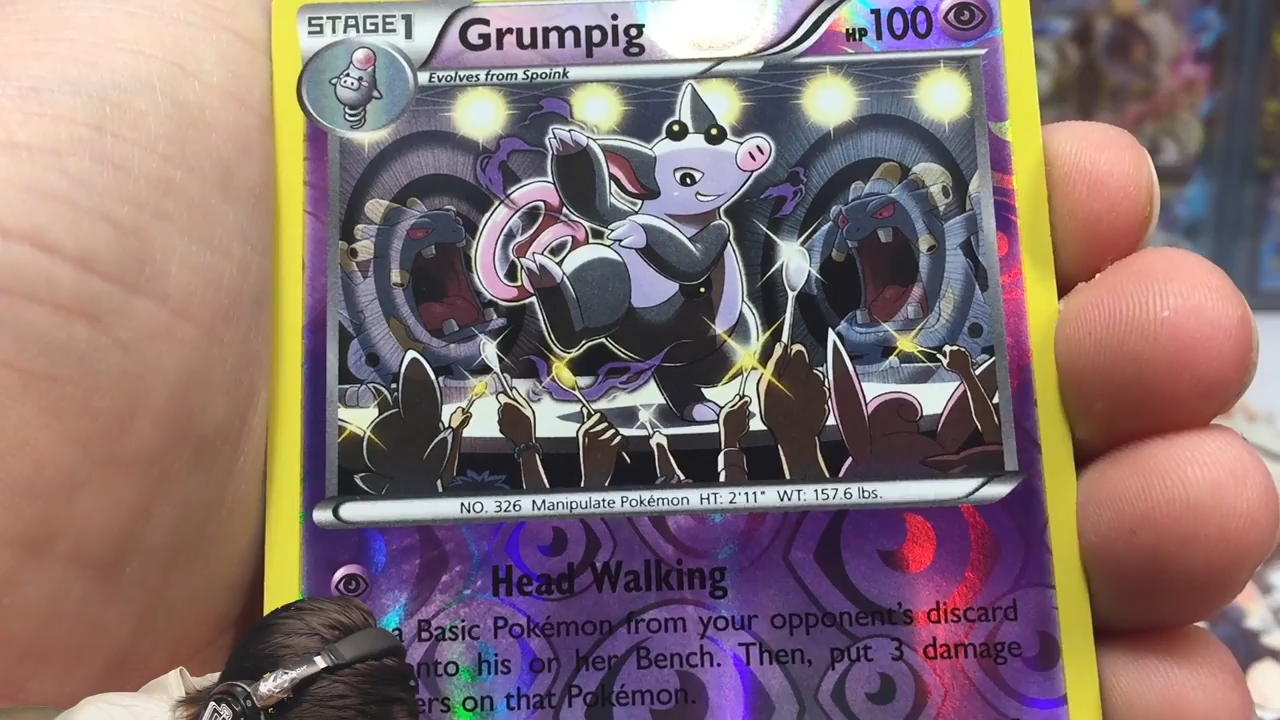 STAGE1
Grumpig
HP100
Evolves from Spoink
NO. 326 Manipulate Pokémon HT: 2'11" WT: 157.6 lbs.
Head Walking
a Basic Pokémon from your opponent's discard
onto his or her Bench. Then, put 3 damage
on that Pokémon.